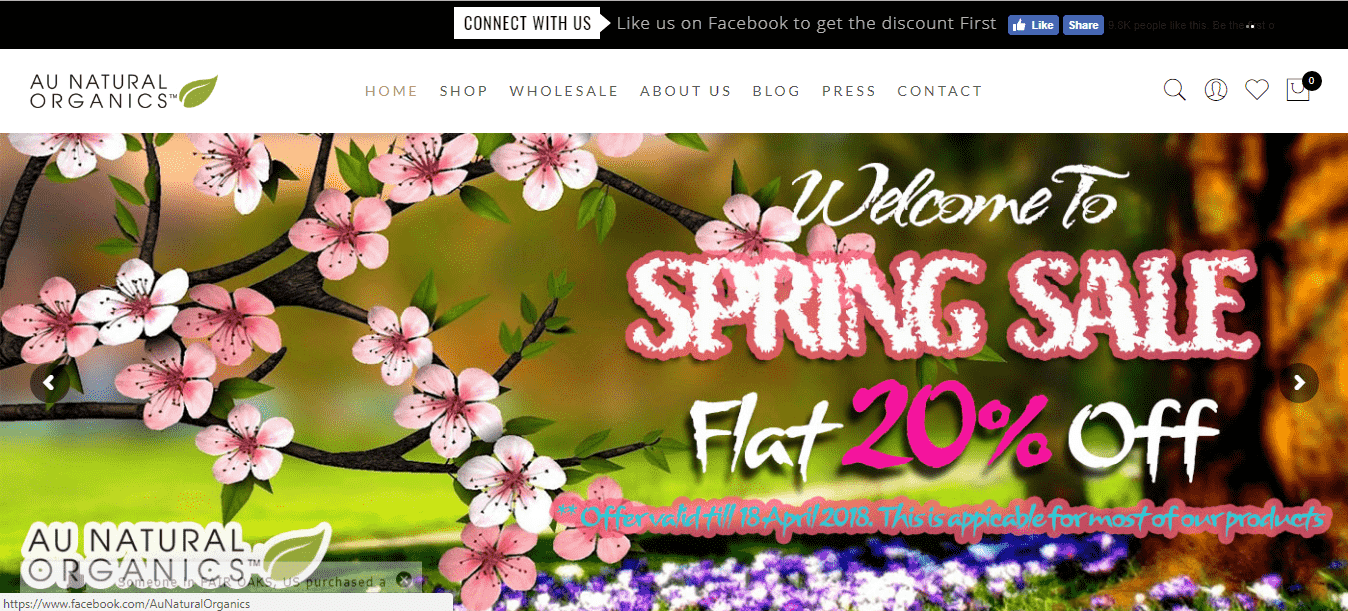 CONNECT WITH US Like us on Facebook to get the discount First Like Share 9.8K people like this. Be the first o
AU NATURAL
ORGANICS™
HOME SHOP WHOLESALE ABOUT US BLOG PRESS CONTACT
0
Welcome To
SPRING SALE
Flat 20% Off
** Offer valid till 18 April 2018. This is appicable for most of our products
AU NATURAL
ORGANICS™
Someone in FAIR OAKS, US purchased a
https://www.facebook.com/AuNaturalOrganics